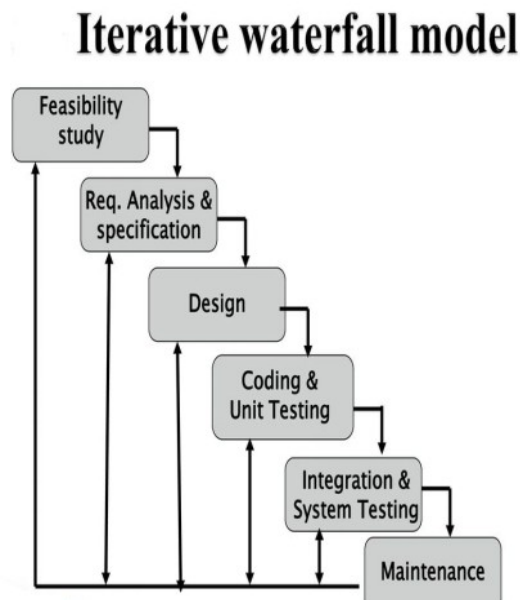 Iterative waterfall model
Feasibility
study
Req. Analysis &
specification
Design
Coding &
Unit Testing
Integration &
System Testing
Maintenance